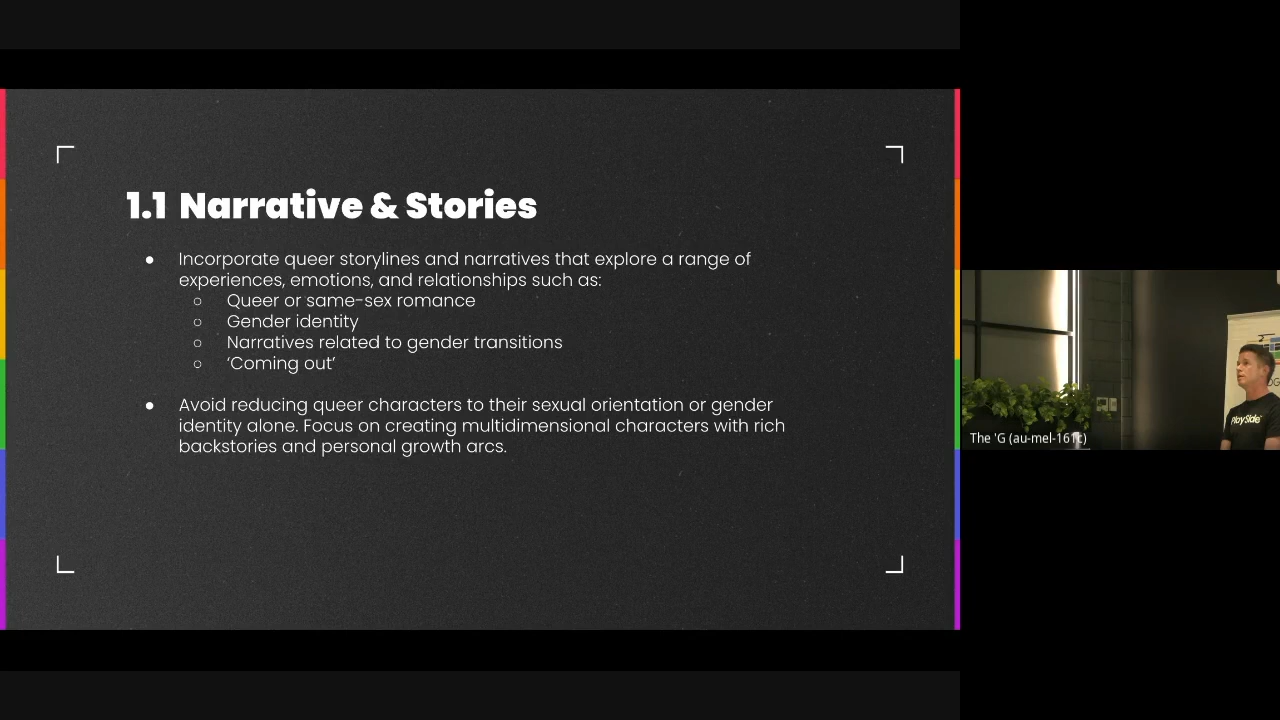 1.1 Narrative & Stories
● Incorporate queer storylines and narratives that explore a range of
experiences, emotions, and relationships such as:
○ Queer or same-sex romance
○ Gender identity
○ Narratives related to gender transitions
○ ‘Coming out’
● Avoid reducing queer characters to their sexual orientation or gender
identity alone. Focus on creating multidimensional characters with rich
backstories and personal growth arcs.
PlaySide
The 'G (au-mel-161c)